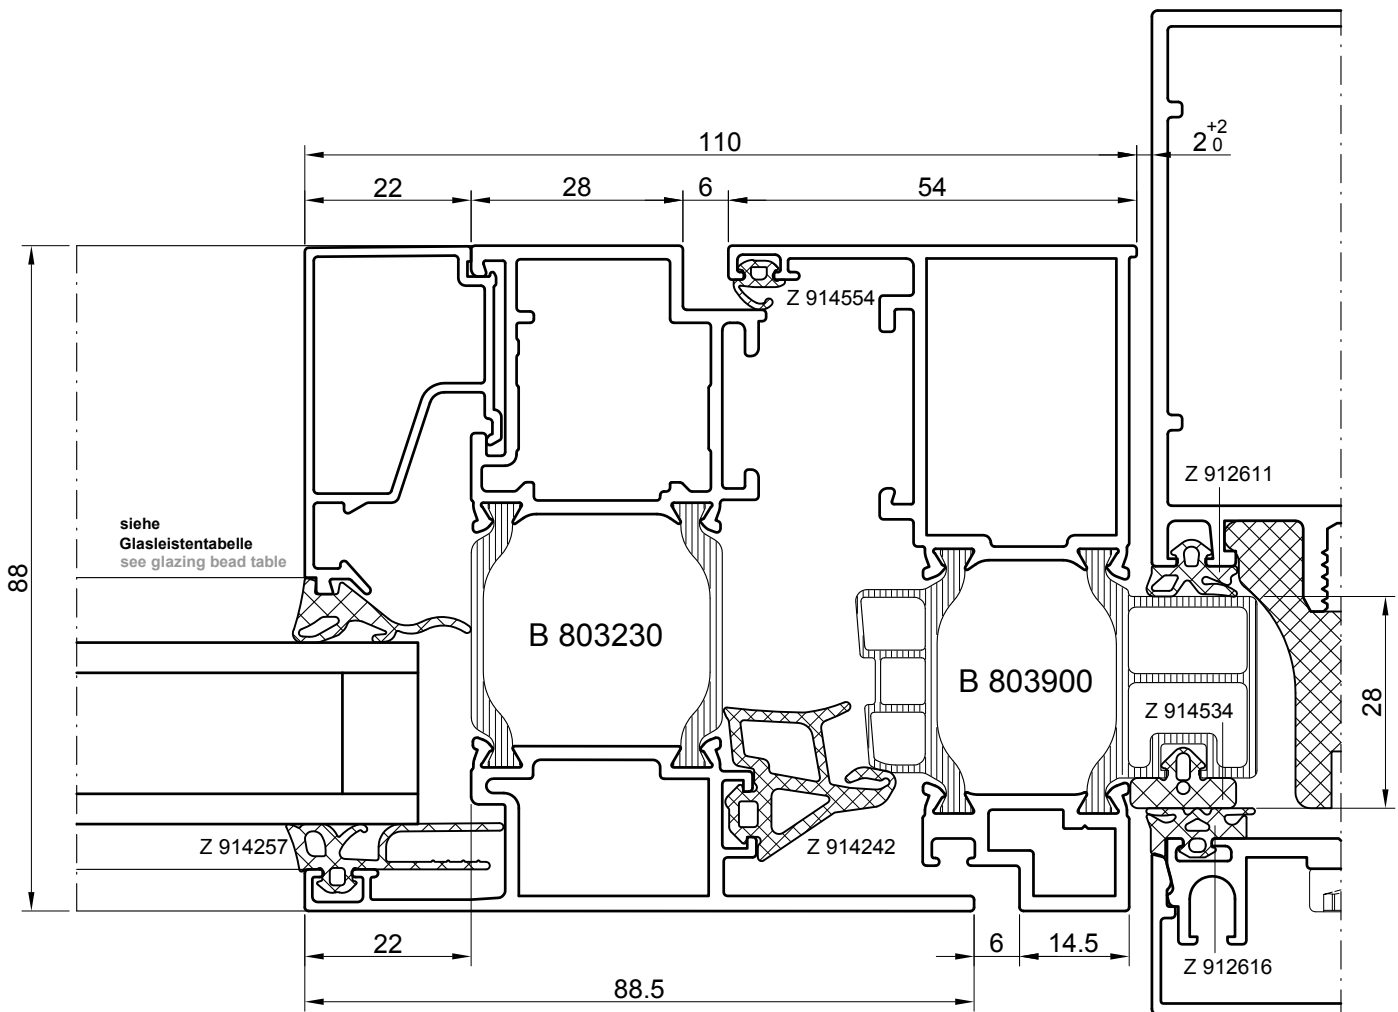 110
2 +2 0
22
28
6
54
Z 914554
Z 912611
siehe
Glasleistentabelle
see glazing bead table
88
B 803230
B 803900
28
Z 914534
Z 914257
Z 914242
22
6
14.5
Z 912616
88.5